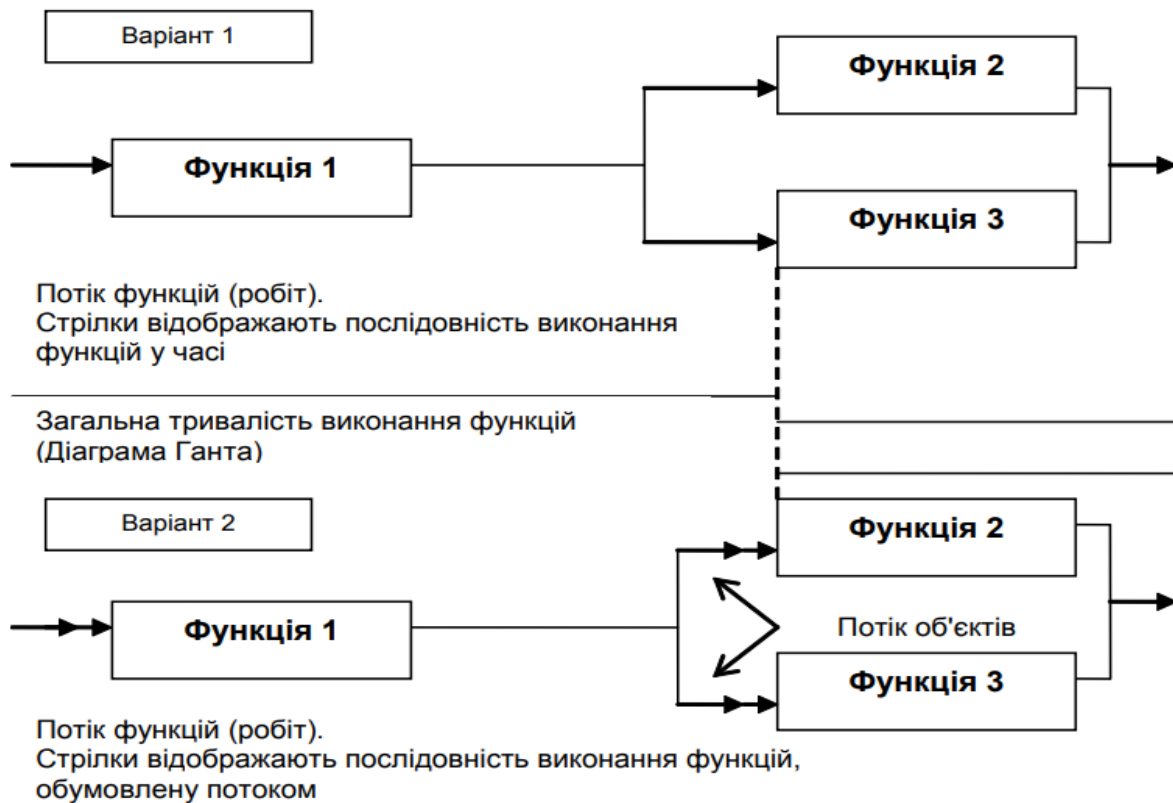 Варіант 1
Функція 2
Функція 1
Функція 3
Потік функцій (робіт).
Стрілки відображають послідовність виконання
функцій у часі
Загальна тривалість виконання функцій
(Діаграма Ганта)
Варіант 2
Функція 2
Функція 1
Потік об'єктів
Функція 3
Потік функцій (робіт).
Стрілки відображають послідовність виконання функцій,
обумовлену потоком